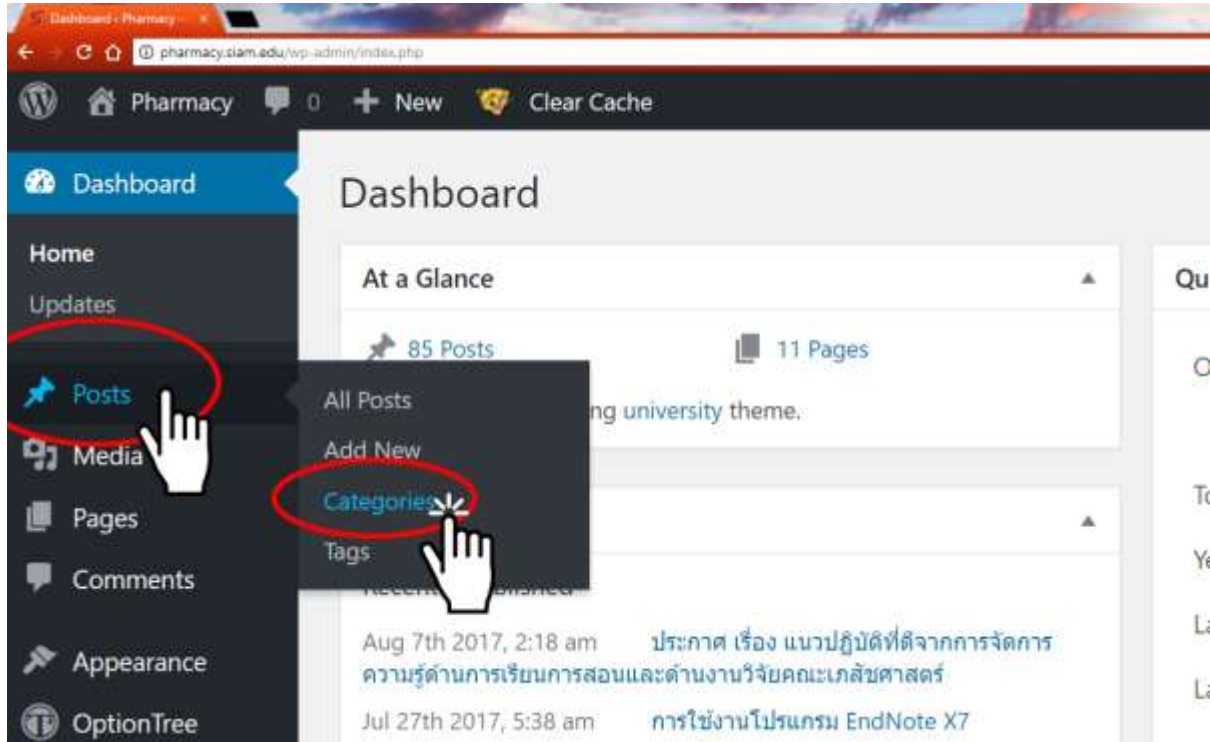 Dashboard ‹ Pharmacy
pharmacy.siam.edu/wp-admin/index.php
Pharmacy 0 New Clear Cache
Dashboard
Home
Updates
Posts
Media
Pages
Comments
Appearance
OptionTree
All Posts
Add New
Categories
Tags
Dashboard
At a Glance
85 Posts 11 Pages
ng university theme.
Aug 7th 2017, 2:18 am ประกาศ เรื่อง แนวปฏิบัติที่ดีจากการจัดการ
ความรู้ด้านการเรียนการสอนและด้านงานวิจัยคณะเภสัชศาสตร์
Jul 27th 2017, 5:38 am การใช้งานโปรแกรม EndNote X7
Qu
O
To
Ye
La
La